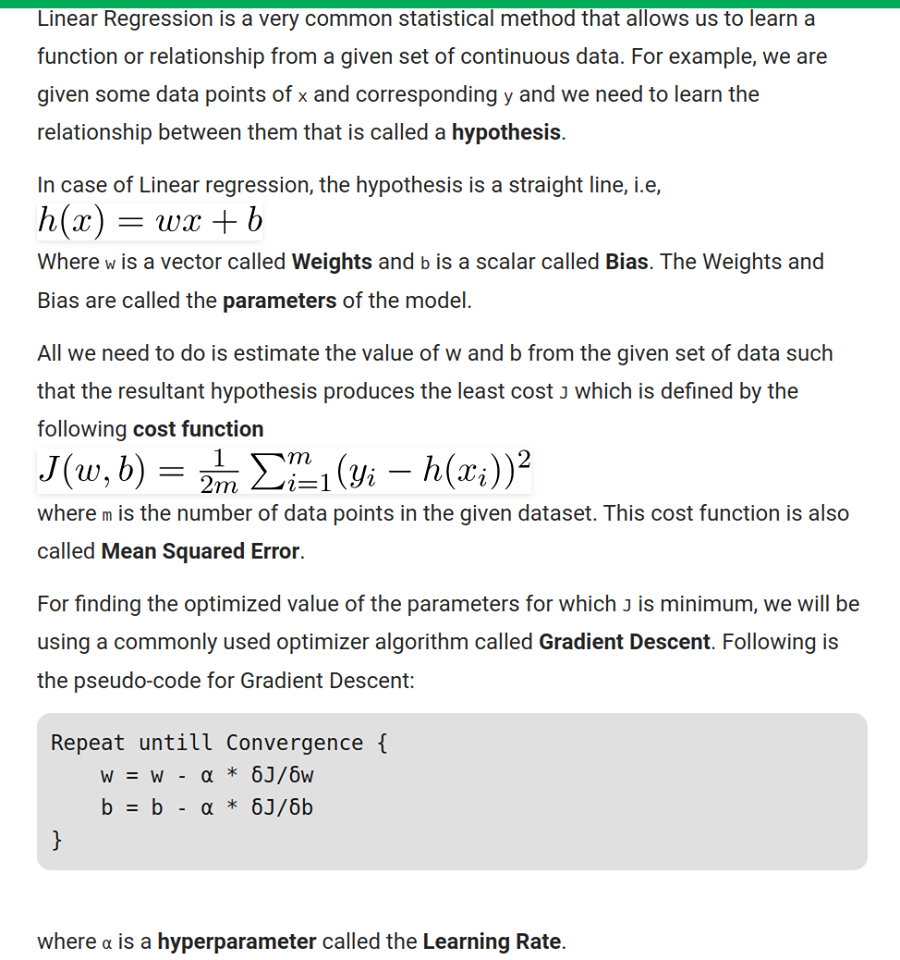 Linear Regression is a very common statistical method that allows us to learn a
function or relationship from a given set of continuous data. For example, we are
given some data points of x and corresponding y and we need to learn the
relationship between them that is called a hypothesis.
In case of Linear regression, the hypothesis is a straight line, i.e,
h(x) = wx + b
Where w is a vector called Weights and b is a scalar called Bias. The Weights and
Bias are called the parameters of the model.
All we need to do is estimate the value of w and b from the given set of data such
that the resultant hypothesis produces the least cost J which is defined by the
following cost function
J(w, b) = \frac{1}{2m} \sum_{i=1}^{m} (y_i − h(x_i))^2
where m is the number of data points in the given dataset. This cost function is also
called Mean Squared Error.
For finding the optimized value of the parameters for which J is minimum, we will be
using a commonly used optimizer algorithm called Gradient Descent. Following is
the pseudo-code for Gradient Descent:
Repeat untill Convergence {
    w = w - α * δJ/δw
    b = b - α * δJ/δb
}
where α is a hyperparameter called the Learning Rate.